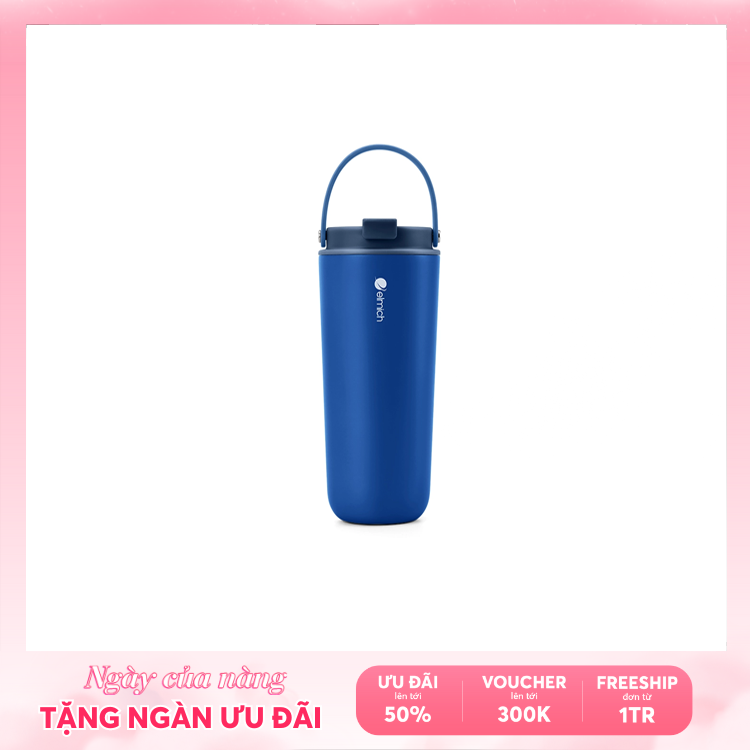 elmich
Ngày của nàng
TẶNG NGÀN ƯU ĐÃI
ƯU ĐÃI
lên tới
50%
VOUCHER
lên tới
300K
FREESHIP
đơn từ
1TR